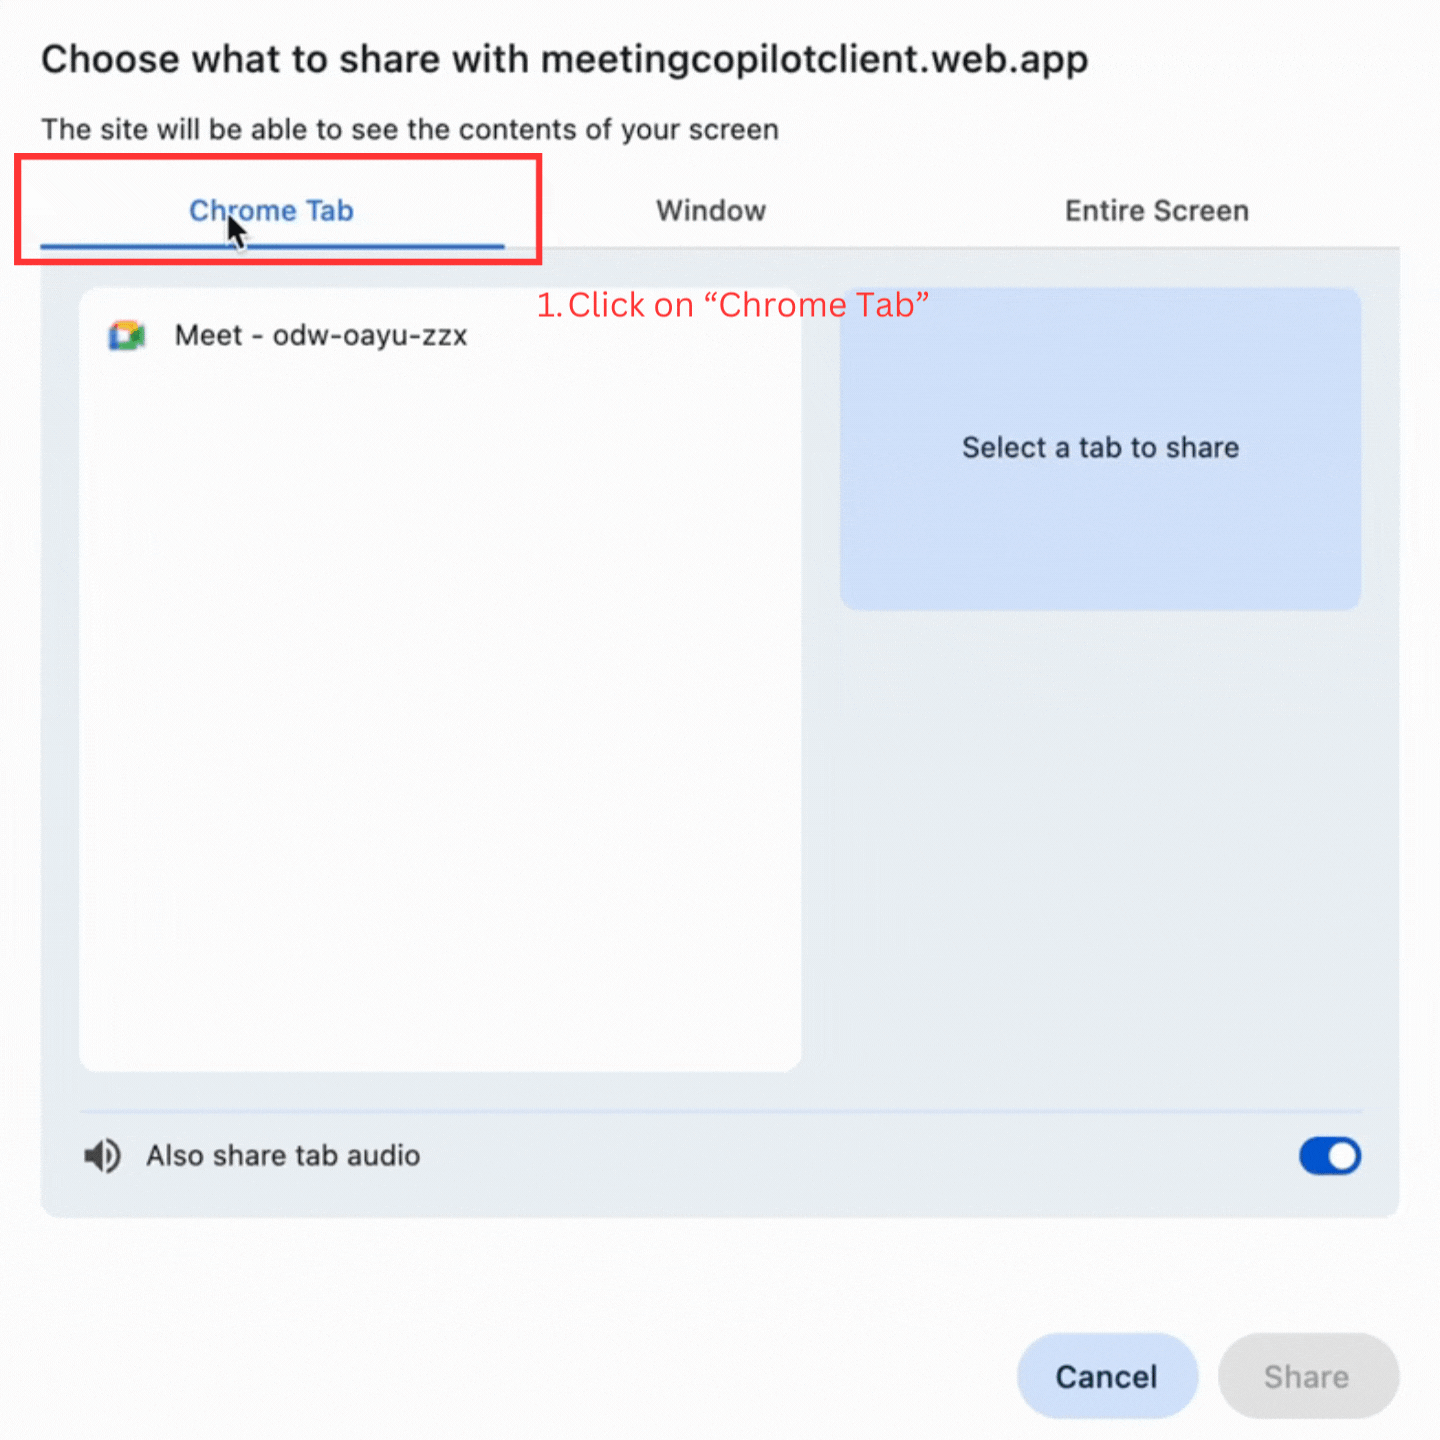 Choose what to share with meetingcopilotclient.web.app
The site will be able to see the contents of your screen
Chrome Tab
Window
Entire Screen
1. Click on “Chrome Tab”
Meet - odw-oayu-zzx
Select a tab to share
Also share tab audio
Cancel
Share